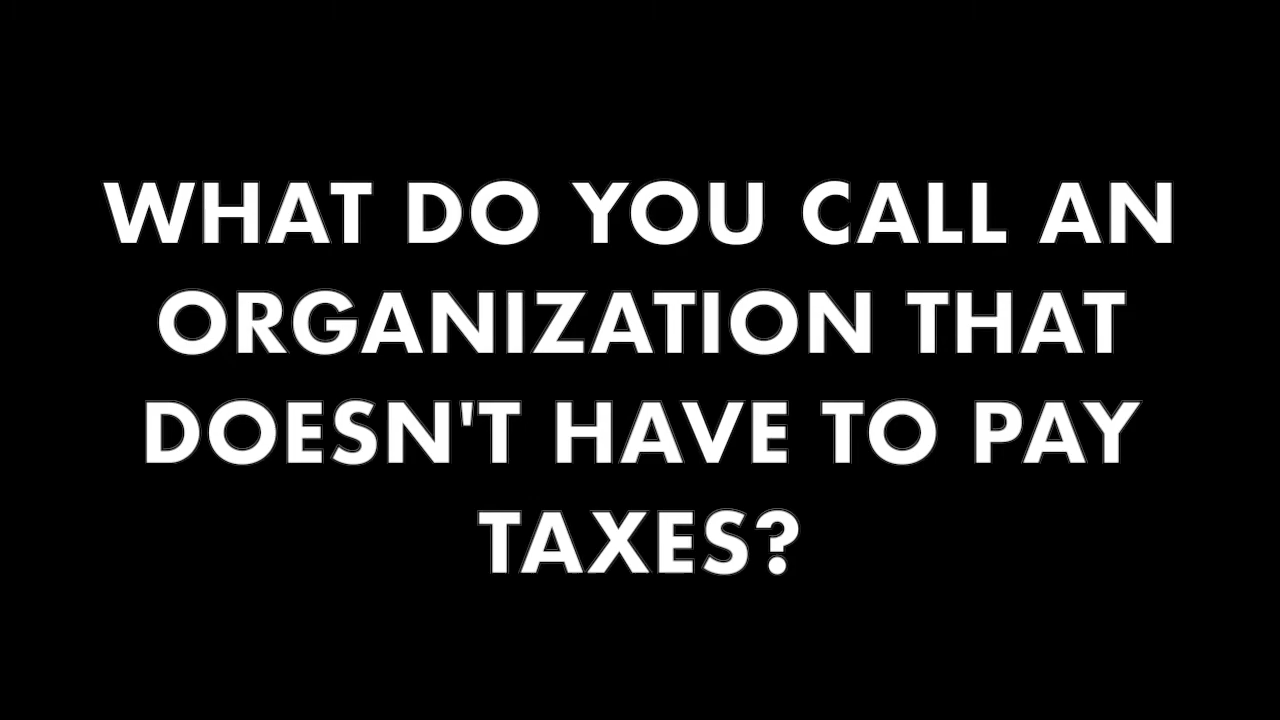 WHAT DO YOU CALL AN
ORGANIZATION THAT
DOESN'T HAVE TO PAY
TAXES?